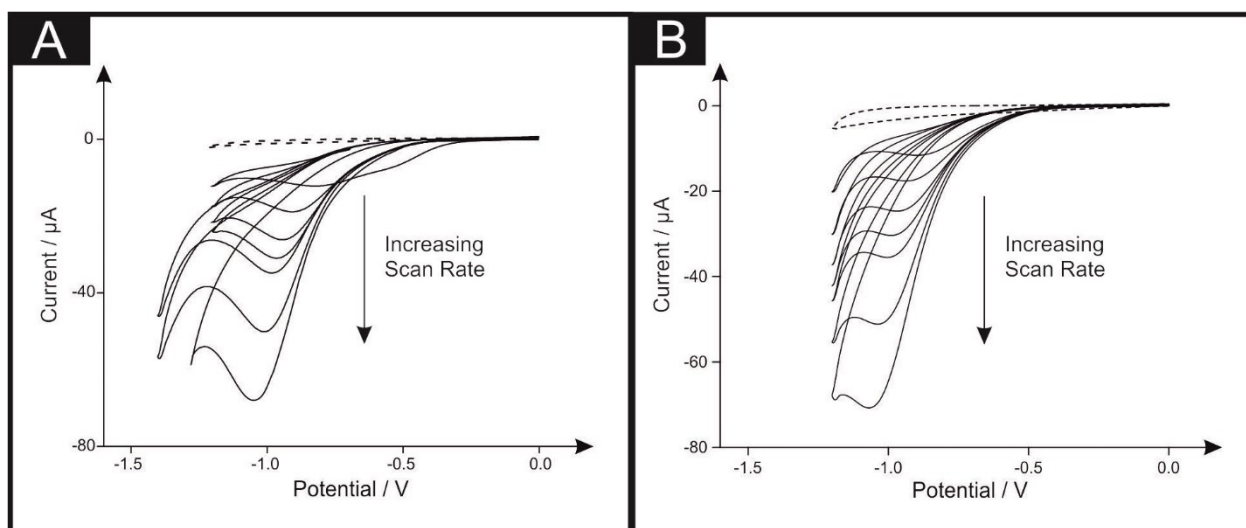 A
0
-40
-80
Current / µA
-1.5
-1.0
-0.5
0.0
Potential / V
Increasing
Scan Rate
B
0
-20
-40
-60
-80
Current / µA
-1.5
-1.0
-0.5
0.0
Potential / V
Increasing
Scan Rate